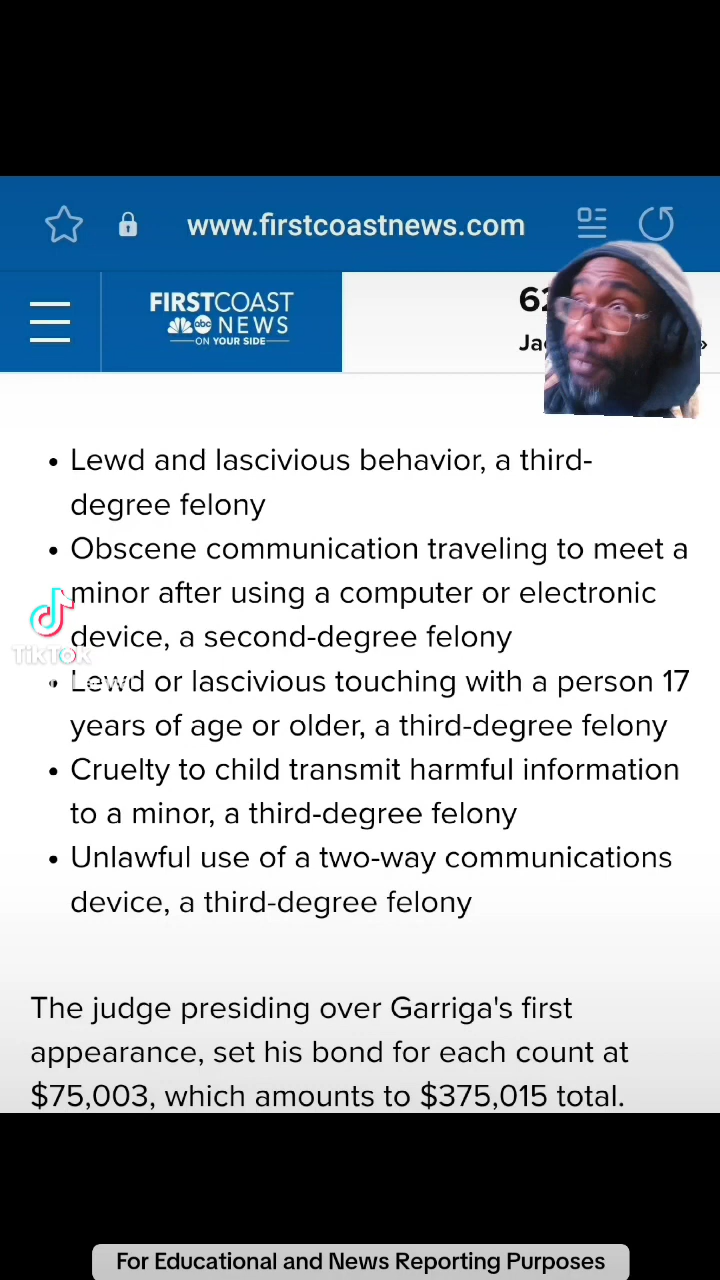 www.firstcoastnews.com
FIRSTCOAST
abc NEWS
ON YOUR SIDE
62
Ja
• Lewd and lascivious behavior, a third-
degree felony
• Obscene communication traveling to meet a
minor after using a computer or electronic
device, a second-degree felony
TikTok
• Lewd or lascivious touching with a person 17
years of age or older, a third-degree felony
• Cruelty to child transmit harmful information
to a minor, a third-degree felony
• Unlawful use of a two-way communications
device, a third-degree felony
The judge presiding over Garriga's first
appearance, set his bond for each count at
$75,003, which amounts to $375,015 total.
For Educational and News Reporting Purposes